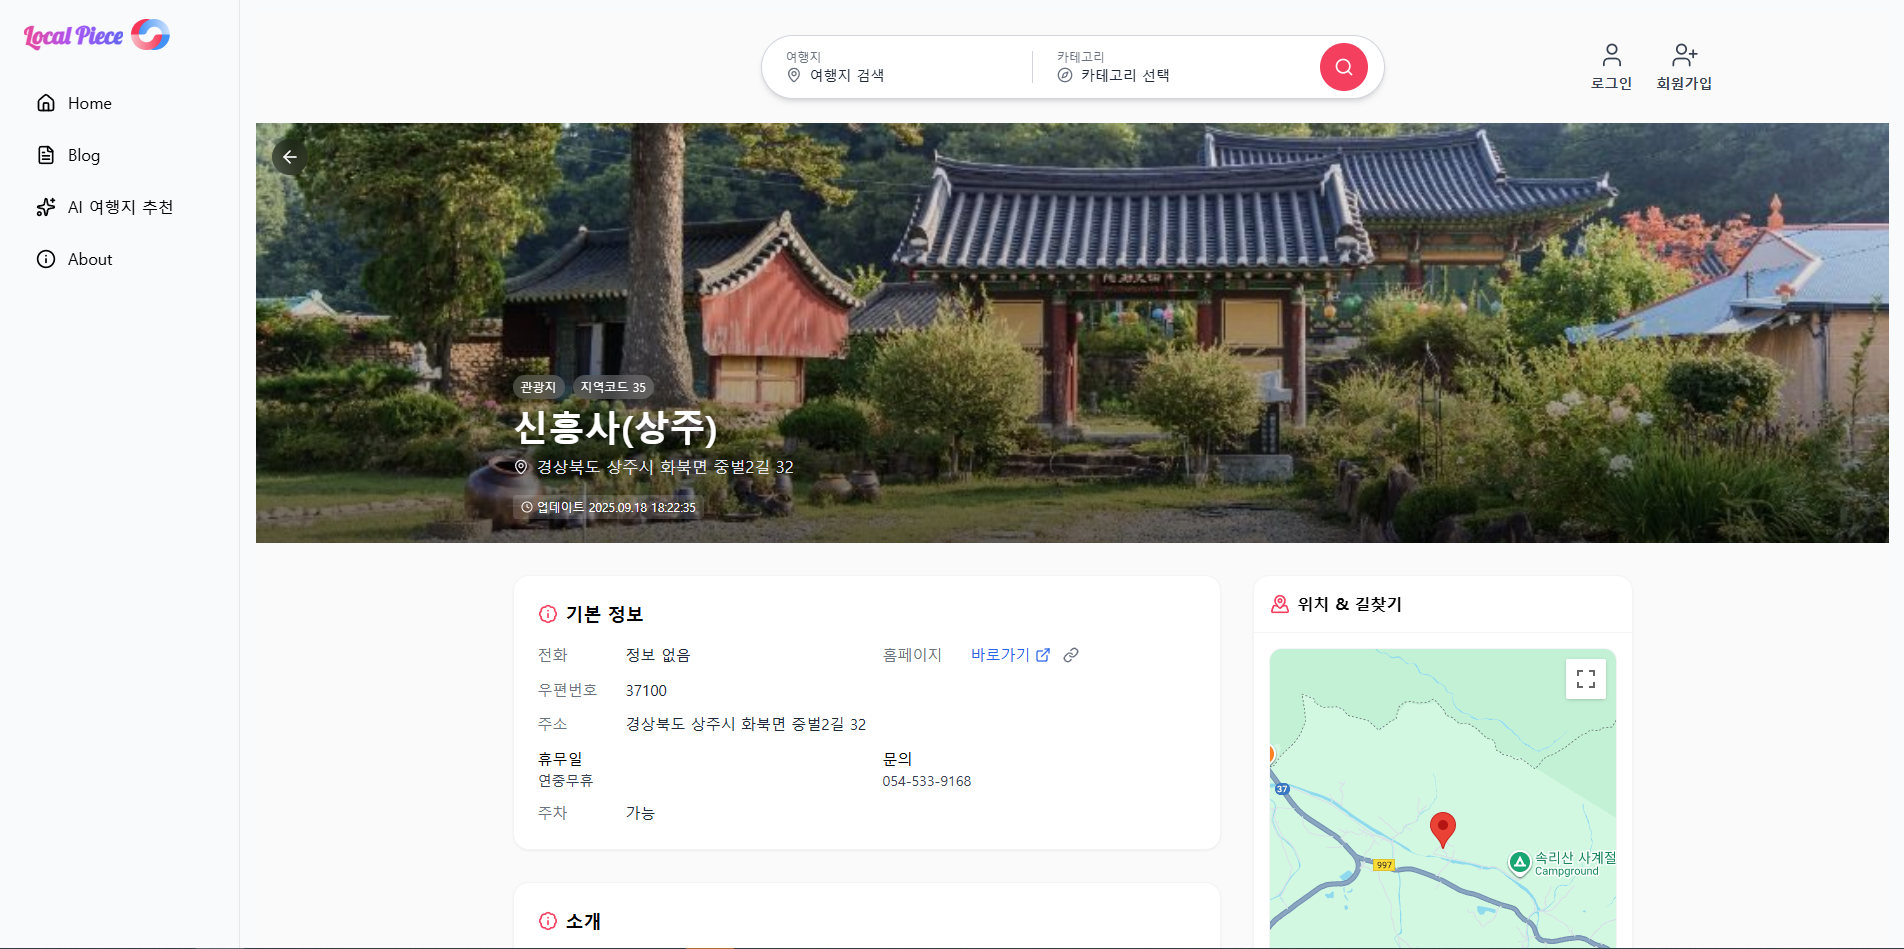 Local Piece
Home
Blog
AI 여행지 추천
About
여행지
여행지 검색
카테고리
카테고리 선택
로그인
회원가입
관광지 지역코드 35
신흥사(상주)
경상북도 상주시 화북면 중벌2길 32
업데이트 2025.09.18 18:22:35
기본 정보
전화 정보 없음
홈페이지 바로가기
우편번호 37100
주소 경상북도 상주시 화북면 중벌2길 32
휴무일
연중무휴
문의
054-533-9168
주차 가능
소개
위치 & 길찾기
37
997
속리산 사계절
Campground